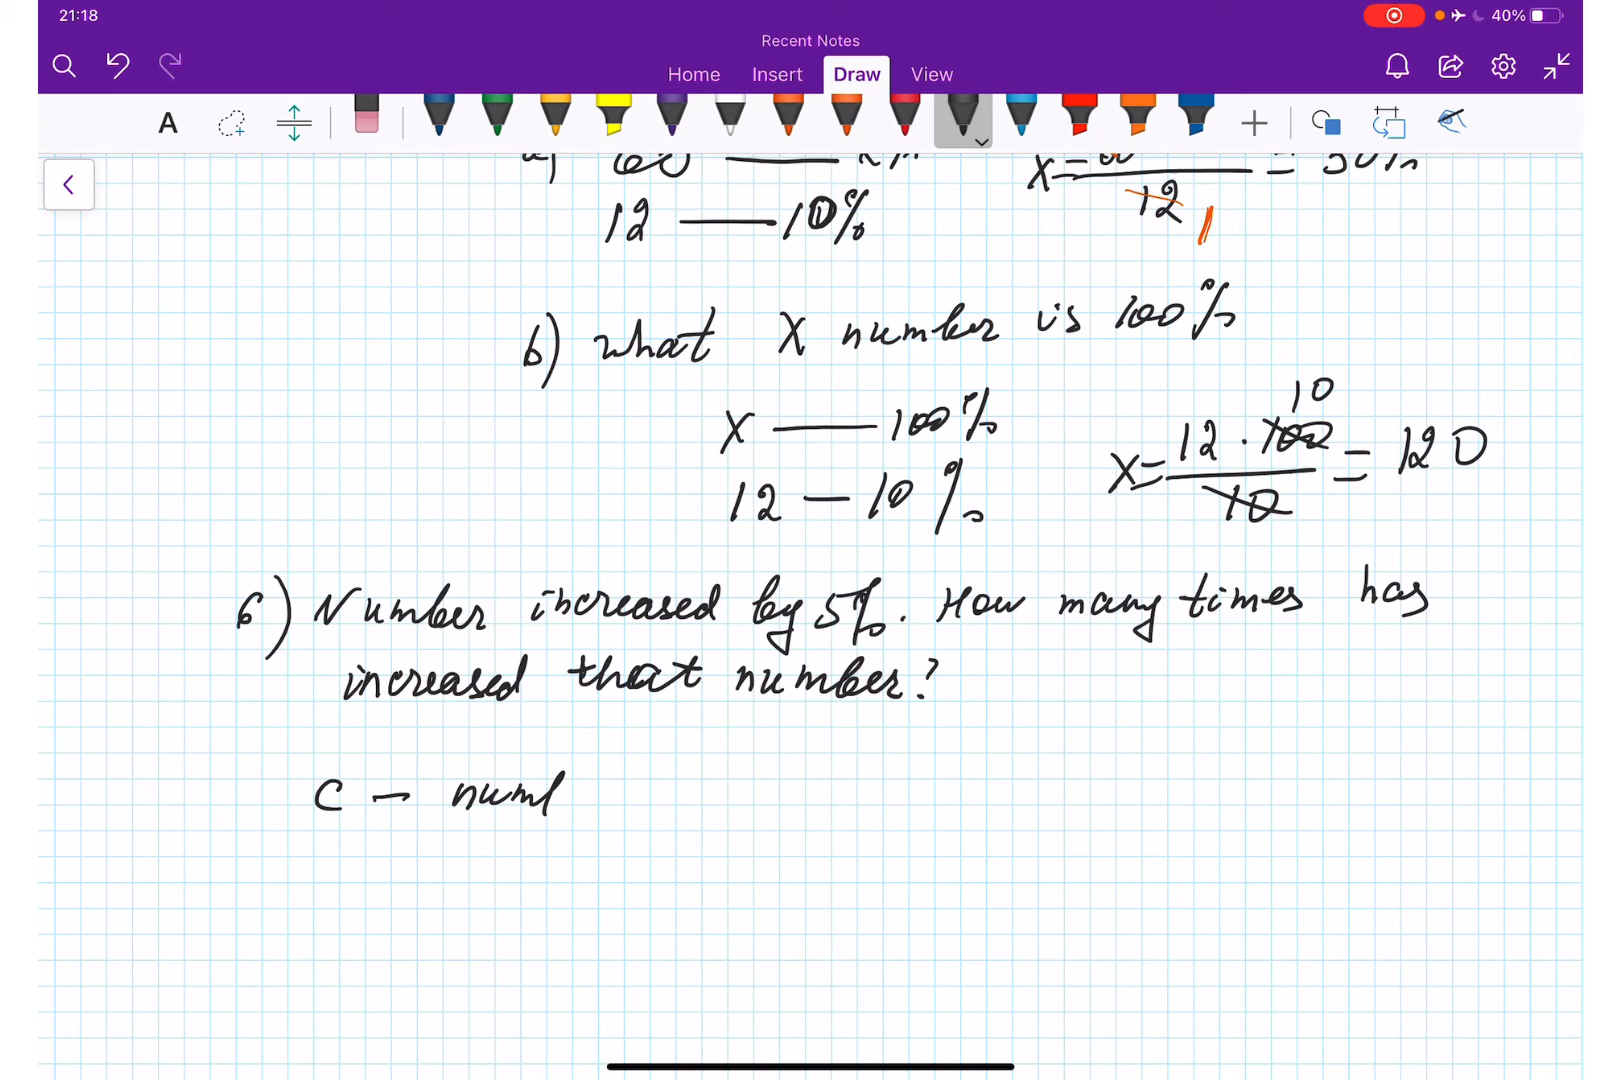 21:18
40%
Recent Notes
Home Insert Draw View
A
12 — 10%
12 1
b) what X number is 100%
X — 100%
12 — 10%
10
X = 12 · 100 = 120
10
6) Number increased by 5%. How many times has
increased that number?
C — num